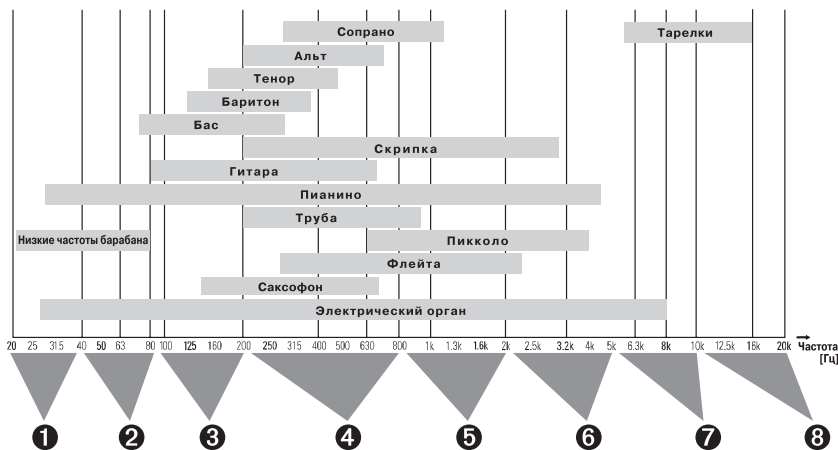 Сопрано
Тарелки
Альт
Тенор
Баритон
Бас
Скрипка
Гитара
Пианино
Труба
Низкие частоты барабана
Пикколо
Флейта
Саксофон
Электрический орган
20 25 31.5 40 50 63 80 100 125 160 200 250 315 400 500 630 800 1k 1.3k 1.6k 2k 2.5k 3.2k 4k 5k 6.3k 8k 10k 12.5k 16k 20k Частота
[Гц]
1 2 3 4 5 6 7 8